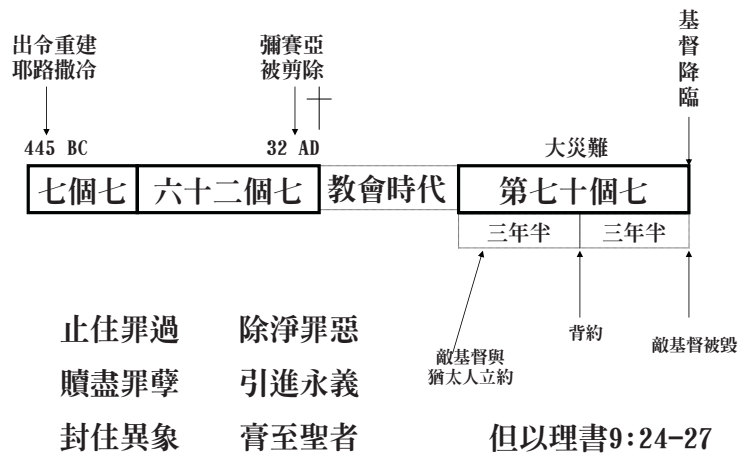 出令重建
耶路撒冷
彌賽亞
被剪除
基
督
降
臨
445 BC
32 AD
大災難
七個七
六十二個七
教會時代
第七十個七
三年半
三年半
敵基督與
猶太人立約
背約
敵基督被毀
止住罪過 除淨罪惡
贖盡罪孽 引進永義
封住異象 膏至聖者
但以理書9:24-27